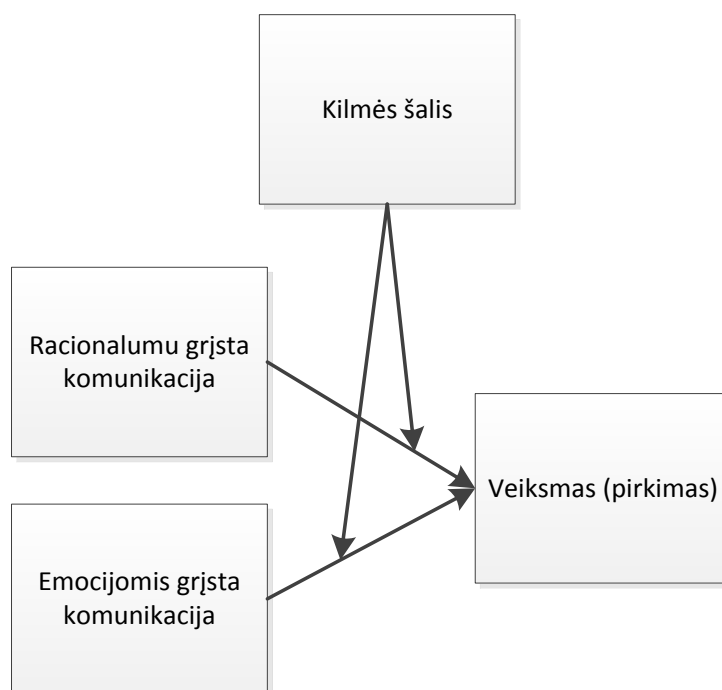 Kilmės šalis
Racionalumu grįsta
komunikacija
Veiksmas (pirkimas)
Emocijomis grįsta
komunikacija